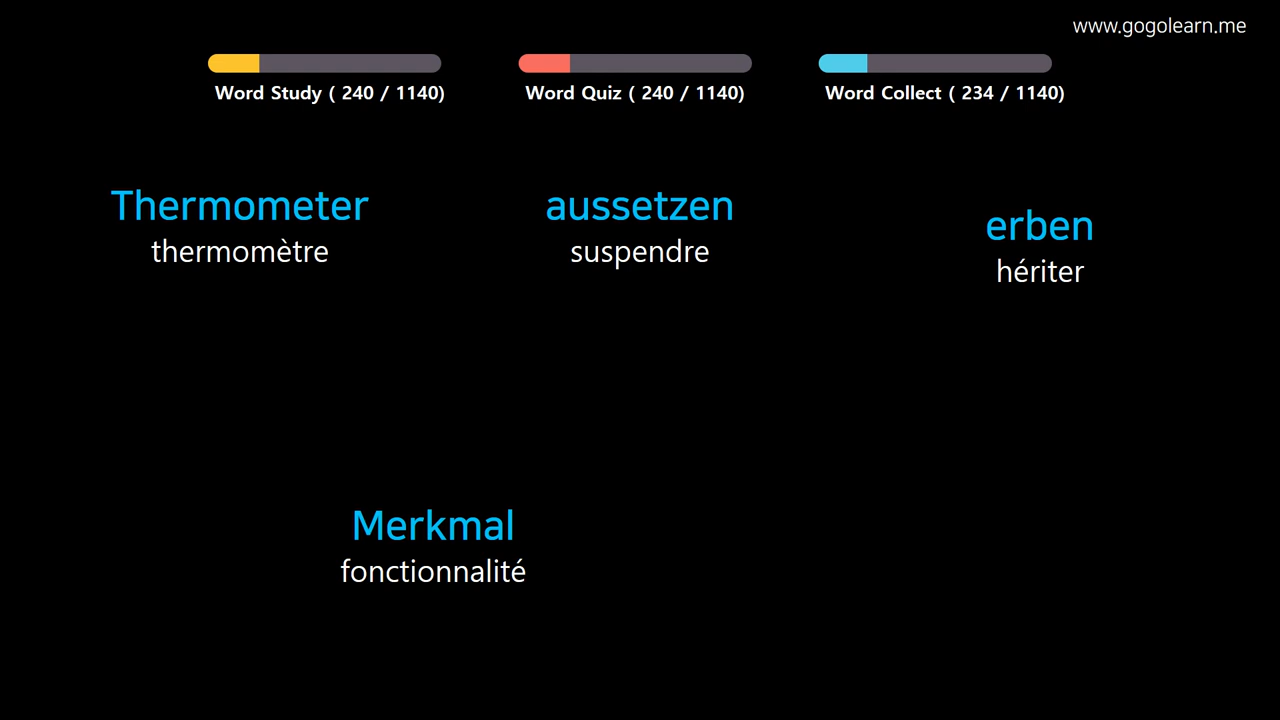 www.gogolearn.me
Word Study ( 240 / 1140)
Word Quiz ( 240 / 1140)
Word Collect ( 234 / 1140)
Thermometer
thermomètre
aussetzen
suspendre
erben
hériter
Merkmal
fonctionnalité